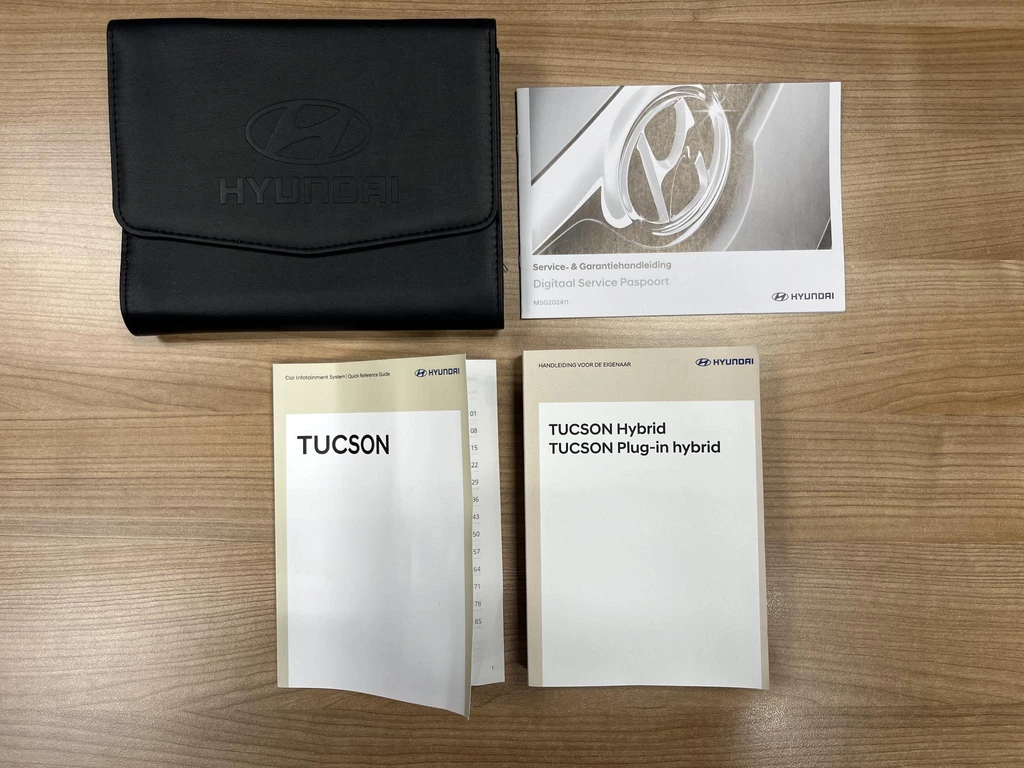 HYUNDAI
Service- & Garantiehandleiding
Digitaal Service Paspoort
MSG202411
HYUNDAI
Car Infotainment System | Quick Reference Guide
HYUNDAI
TUCSON
01
08
15
22
29
36
43
50
57
64
71
78
85
1
HANDLEIDING VOOR DE EIGENAAR
HYUNDAI
TUCSON Hybrid
TUCSON Plug-in hybrid